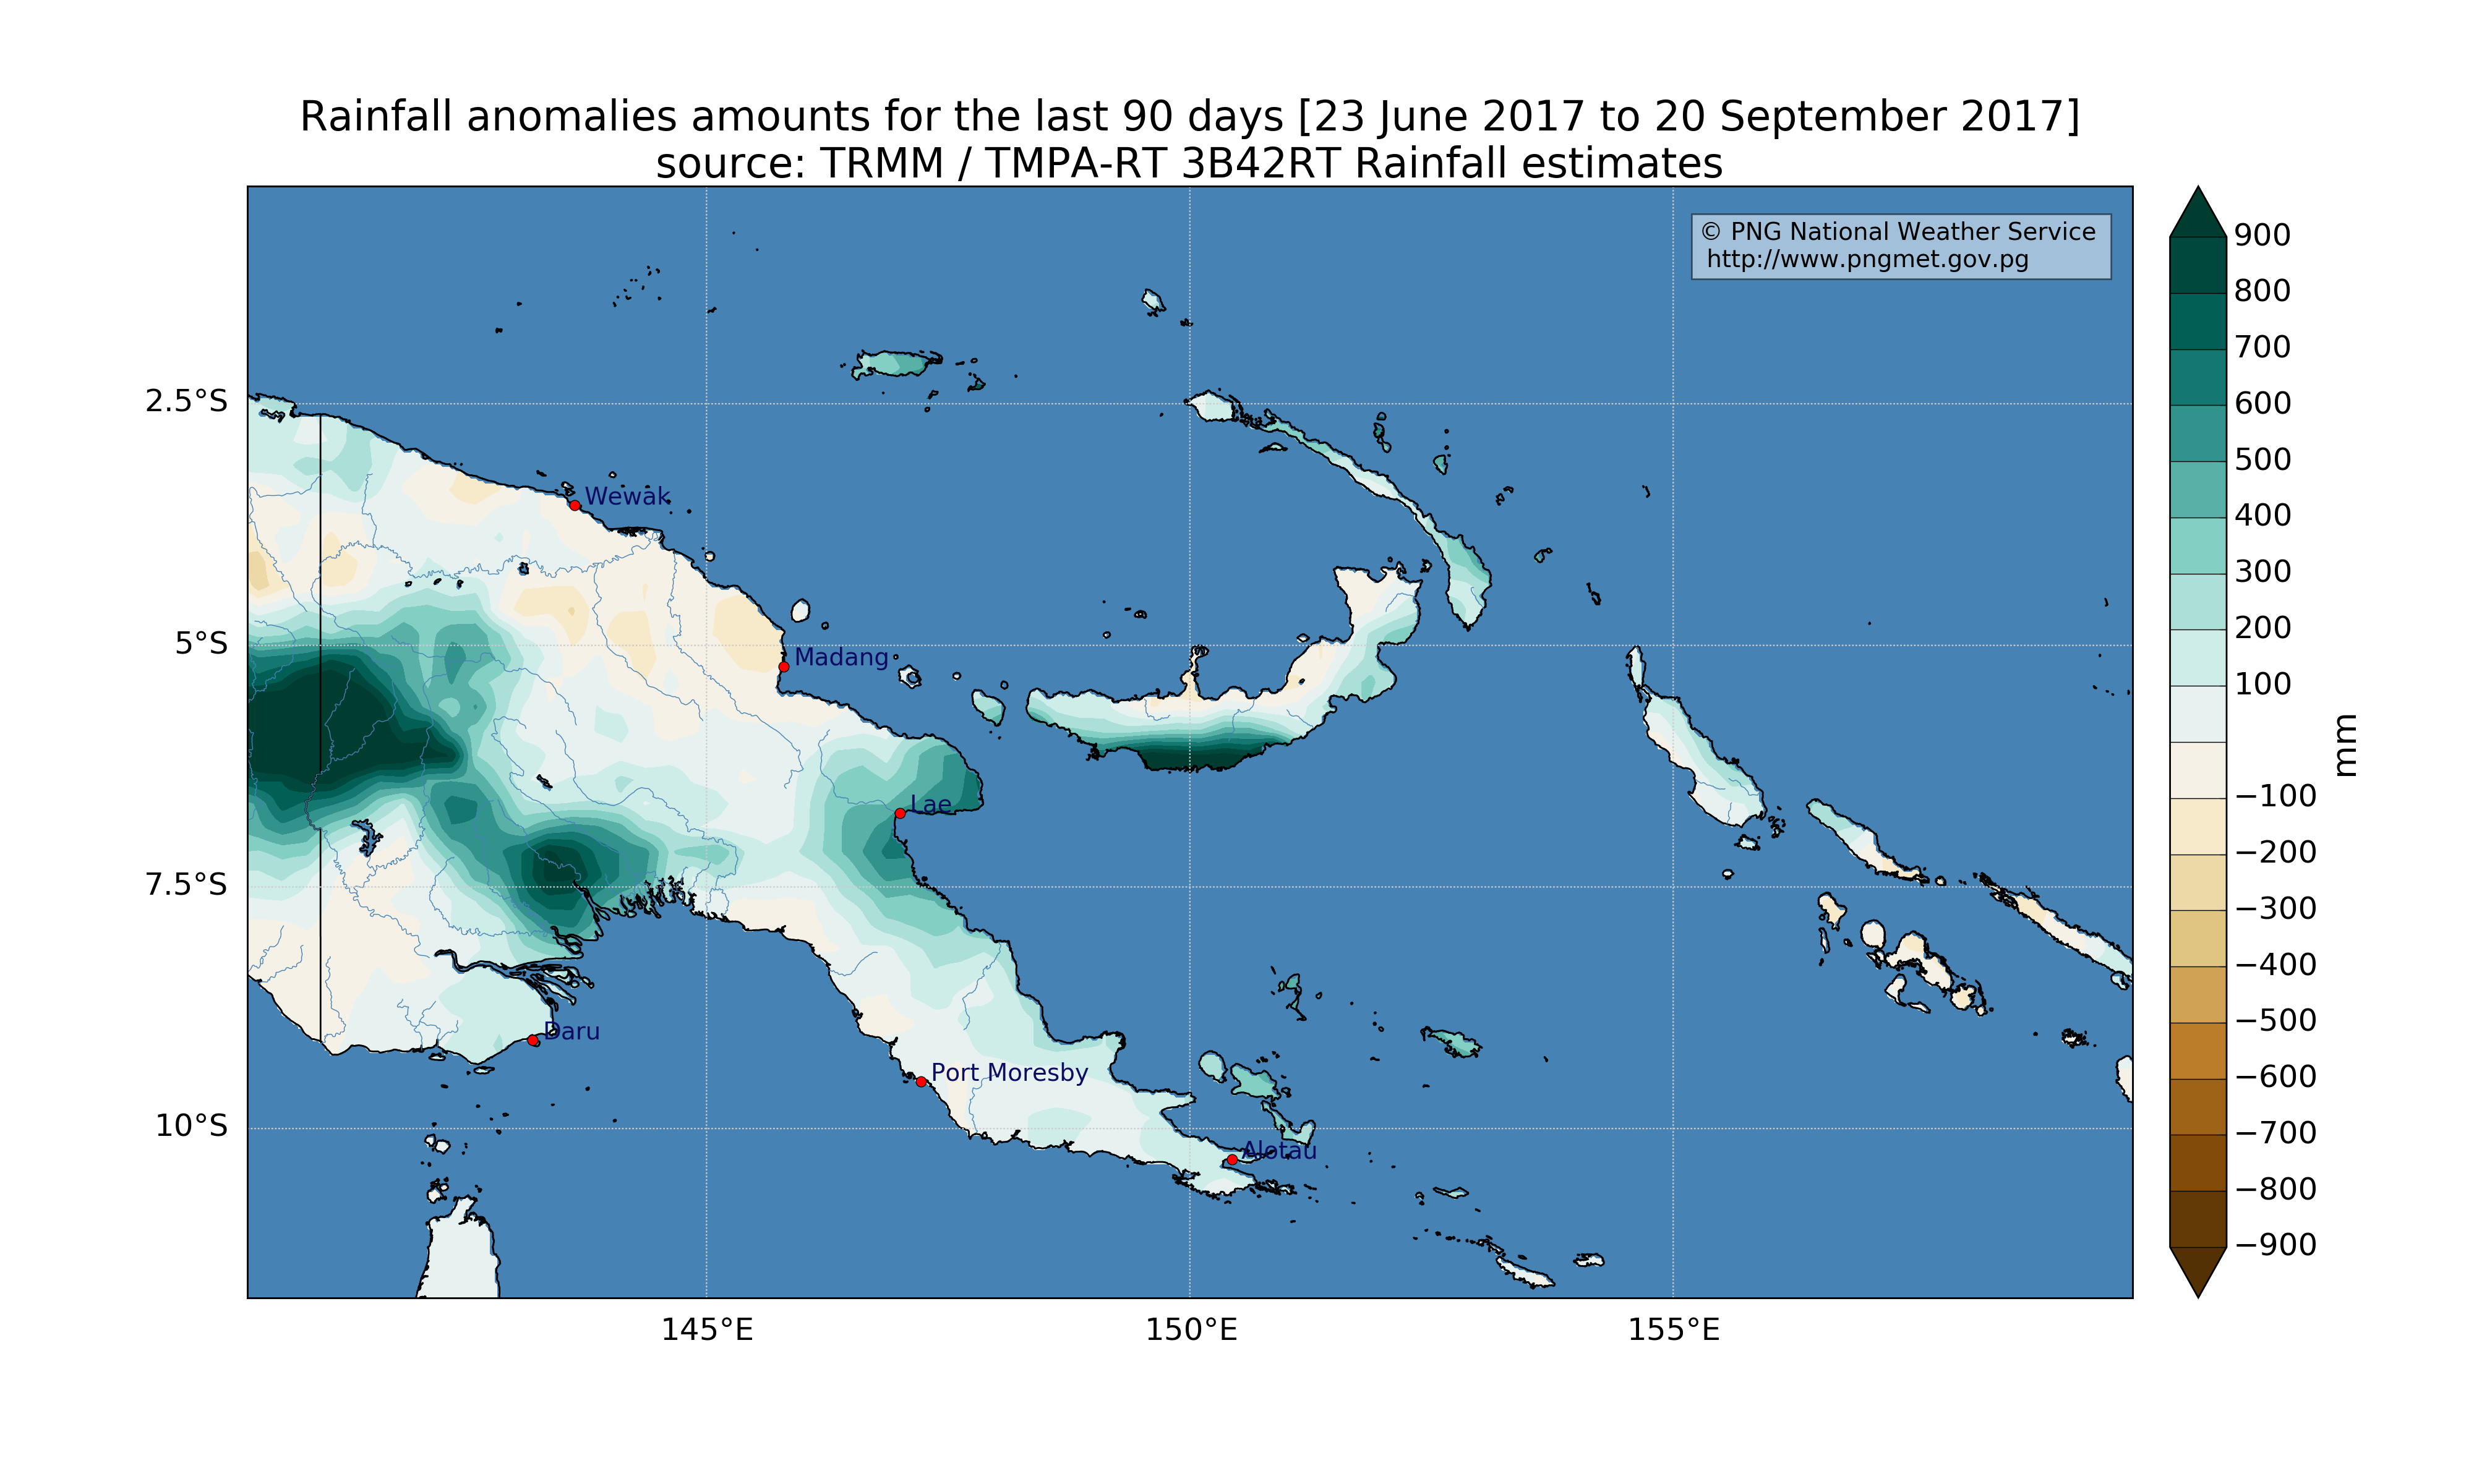 Rainfall anomalies amounts for the last 90 days [23 June 2017 to 20 September 2017]
source: TRMM / TMPA-RT 3B42RT Rainfall estimates
© PNG National Weather Service
http://www.pngmet.gov.pg
2.5°S
5°S
7.5°S
10°S
Wewak
Madang
Lae
Daru
Port Moresby
Alotau
145°E
150°E
155°E
900
800
700
600
500
400
300
200
100
−100
−200
−300
−400
−500
−600
−700
−800
−900
mm